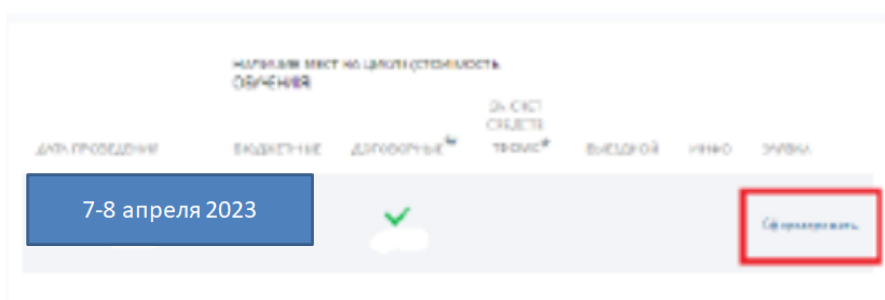 НАЛИЧИЕ МЕСТ НА ЦИКЛ (СТОИМОСТЬ
ОБУЧЕНИЯ)
ЗА СЧЕТ
СРЕДСТВ
ДАТА ПРОВЕДЕНИЯ БЮДЖЕТНЫЕ ДОГОВОРНЫЕ ТФОМС ВЫЕЗДНОЙ ИНФО ЗАЯВКА
7-8 апреля 2023 Сформировать